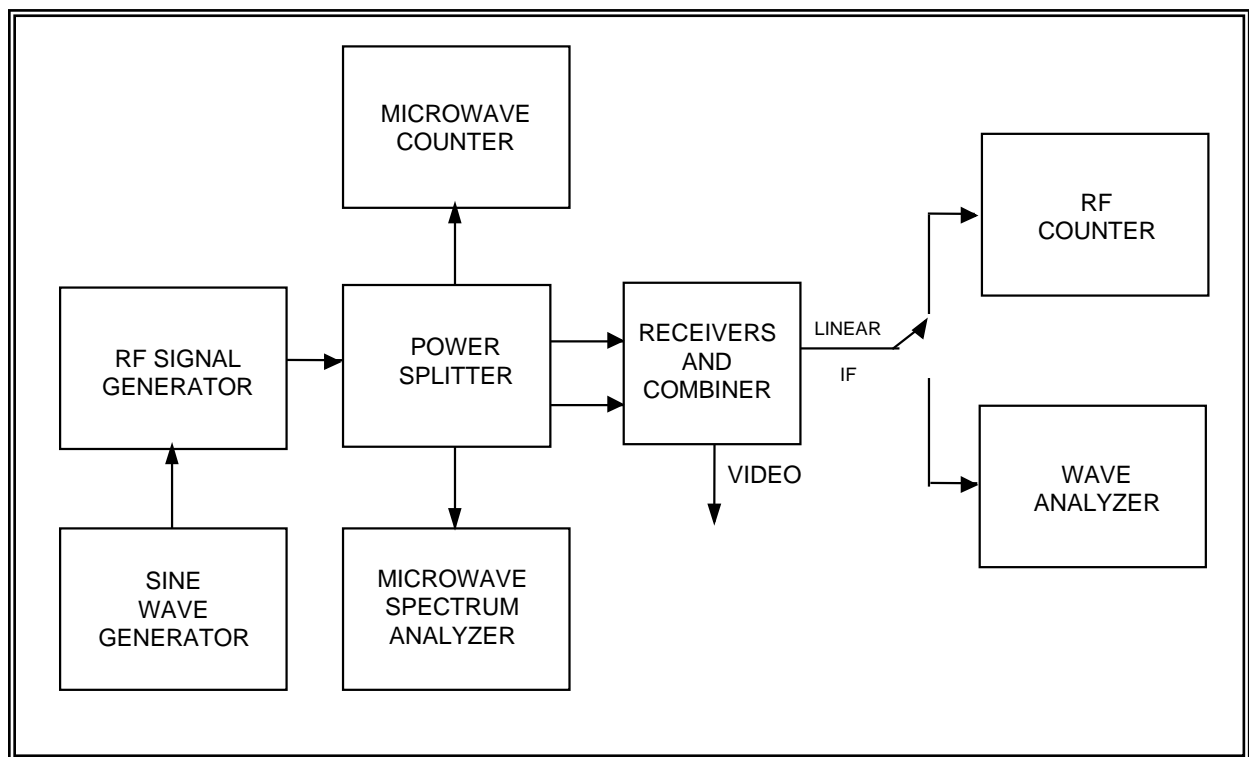 MICROWAVE
COUNTER
RF
COUNTER
RF SIGNAL
GENERATOR
POWER
SPLITTER
RECEIVERS
AND
COMBINER
LINEAR
IF
VIDEO
WAVE
ANALYZER
SINE
WAVE
GENERATOR
MICROWAVE
SPECTRUM
ANALYZER